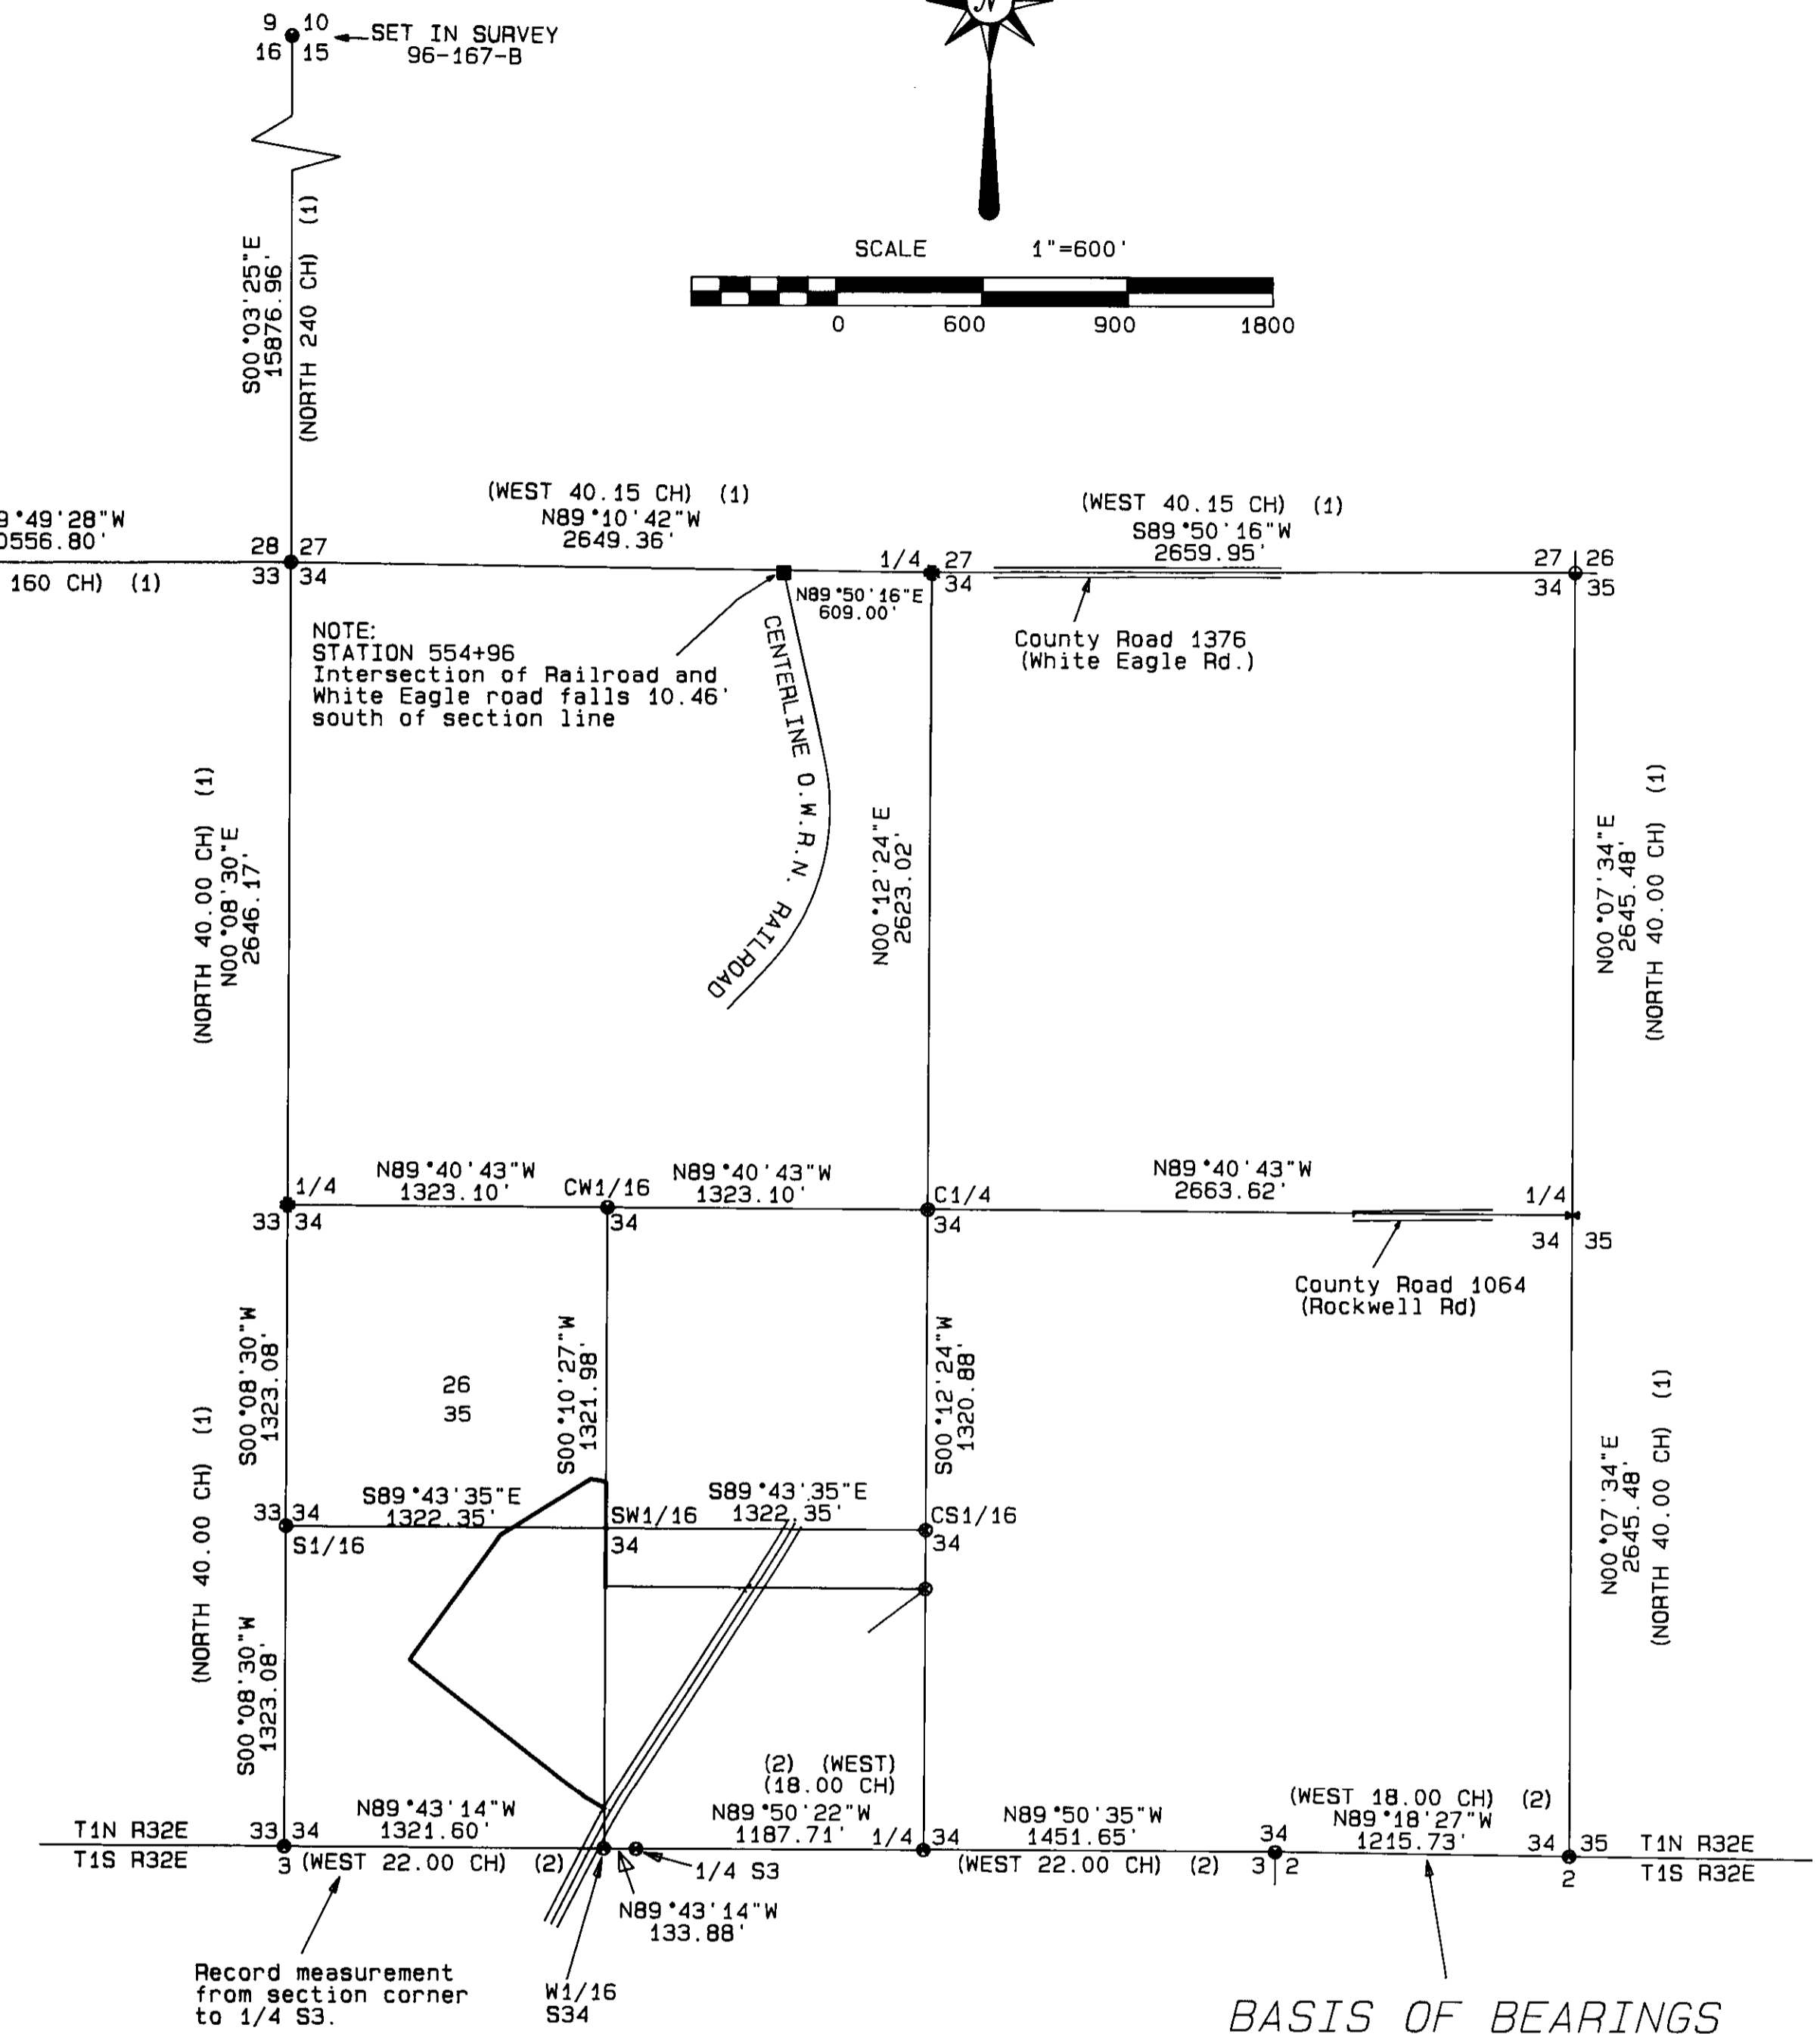 N
9 10
16 15
SET IN SURVEY
96-167-B
SCALE 1"=600'
0 600 900 1800
S00°03'25"E
15876.96'
(NORTH 240 CH) (1)
9°49'28"W
0556.80'
160 CH) (1)
28 27
33 34
(WEST 40.15 CH) (1)
N89°10'42"W
2649.36'
1/4 27
34
N89°50'16"E
609.00'
(WEST 40.15 CH) (1)
S89°50'16"W
2659.95'
27 26
34 35
County Road 1376
(White Eagle Rd.)
NOTE:
STATION 554+96
Intersection of Railroad and
White Eagle road falls 10.46'
south of section line
CENTERLINE O.W.R.N. RAILROAD
(NORTH 40.00 CH) (1)
N00°08'30"E
2646.17'
N00°12'24"E
2623.02'
N00°07'34"E
2645.48'
(NORTH 40.00 CH) (1)
1/4
33 34
N89°40'43"W
1323.10'
CW1/16
34
N89°40'43"W
1323.10'
C1/4
34
N89°40'43"W
2663.62'
1/4
34 35
County Road 1064
(Rockwell Rd)
(NORTH 40.00 CH) (1)
S00°08'30"W
1323.08'
26
35
S00°10'27"W
1321.98'
S00°12'24"W
1320.88'
N00°07'34"E
2645.48'
(NORTH 40.00 CH) (1)
33 34
S1/16
S89°43'35"E
1322.35'
SW1/16
34
S89°43'35"E
1322.35'
CS1/16
34
S00°08'30"W
1323.08'
T1N R32E
T1S R32E
33 34
3
N89°43'14"W
1321.60'
(WEST 22.00 CH) (2)
1/4 S3
N89°43'14"W
133.88'
(2) (WEST)
(18.00 CH)
N89°50'22"W
1187.71'
1/4 34
N89°50'35"W
1451.65'
(WEST 22.00 CH) (2)
34
3 2
(WEST 18.00 CH) (2)
N89°18'27"W
1215.73'
34 35
2
T1N R32E
T1S R32E
Record measurement
from section corner
to 1/4 S3.
W1/16
S34
BASIS OF BEARINGS